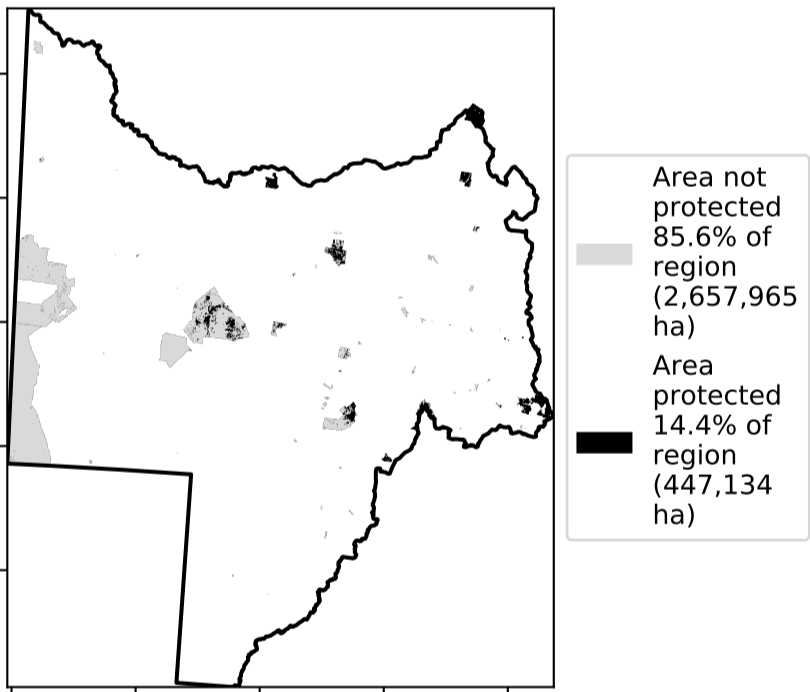 Area not
protected
85.6% of
region
(2,657,965
ha)
Area
protected
14.4% of
region
(447,134
ha)